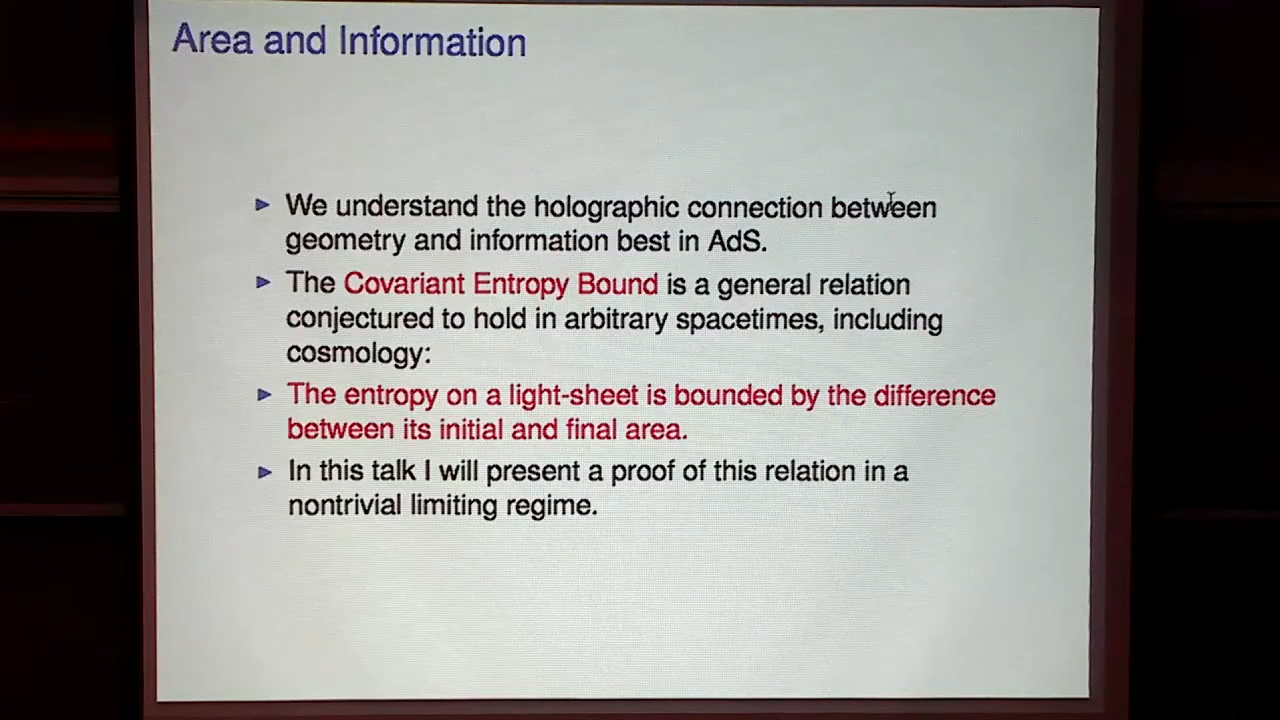 Area and Information
We understand the holographic connection between
geometry and information best in AdS.
The Covariant Entropy Bound is a general relation
conjectured to hold in arbitrary spacetimes, including
cosmology:
The entropy on a light-sheet is bounded by the difference
between its initial and final area.
In this talk I will present a proof of this relation in a
nontrivial limiting regime.